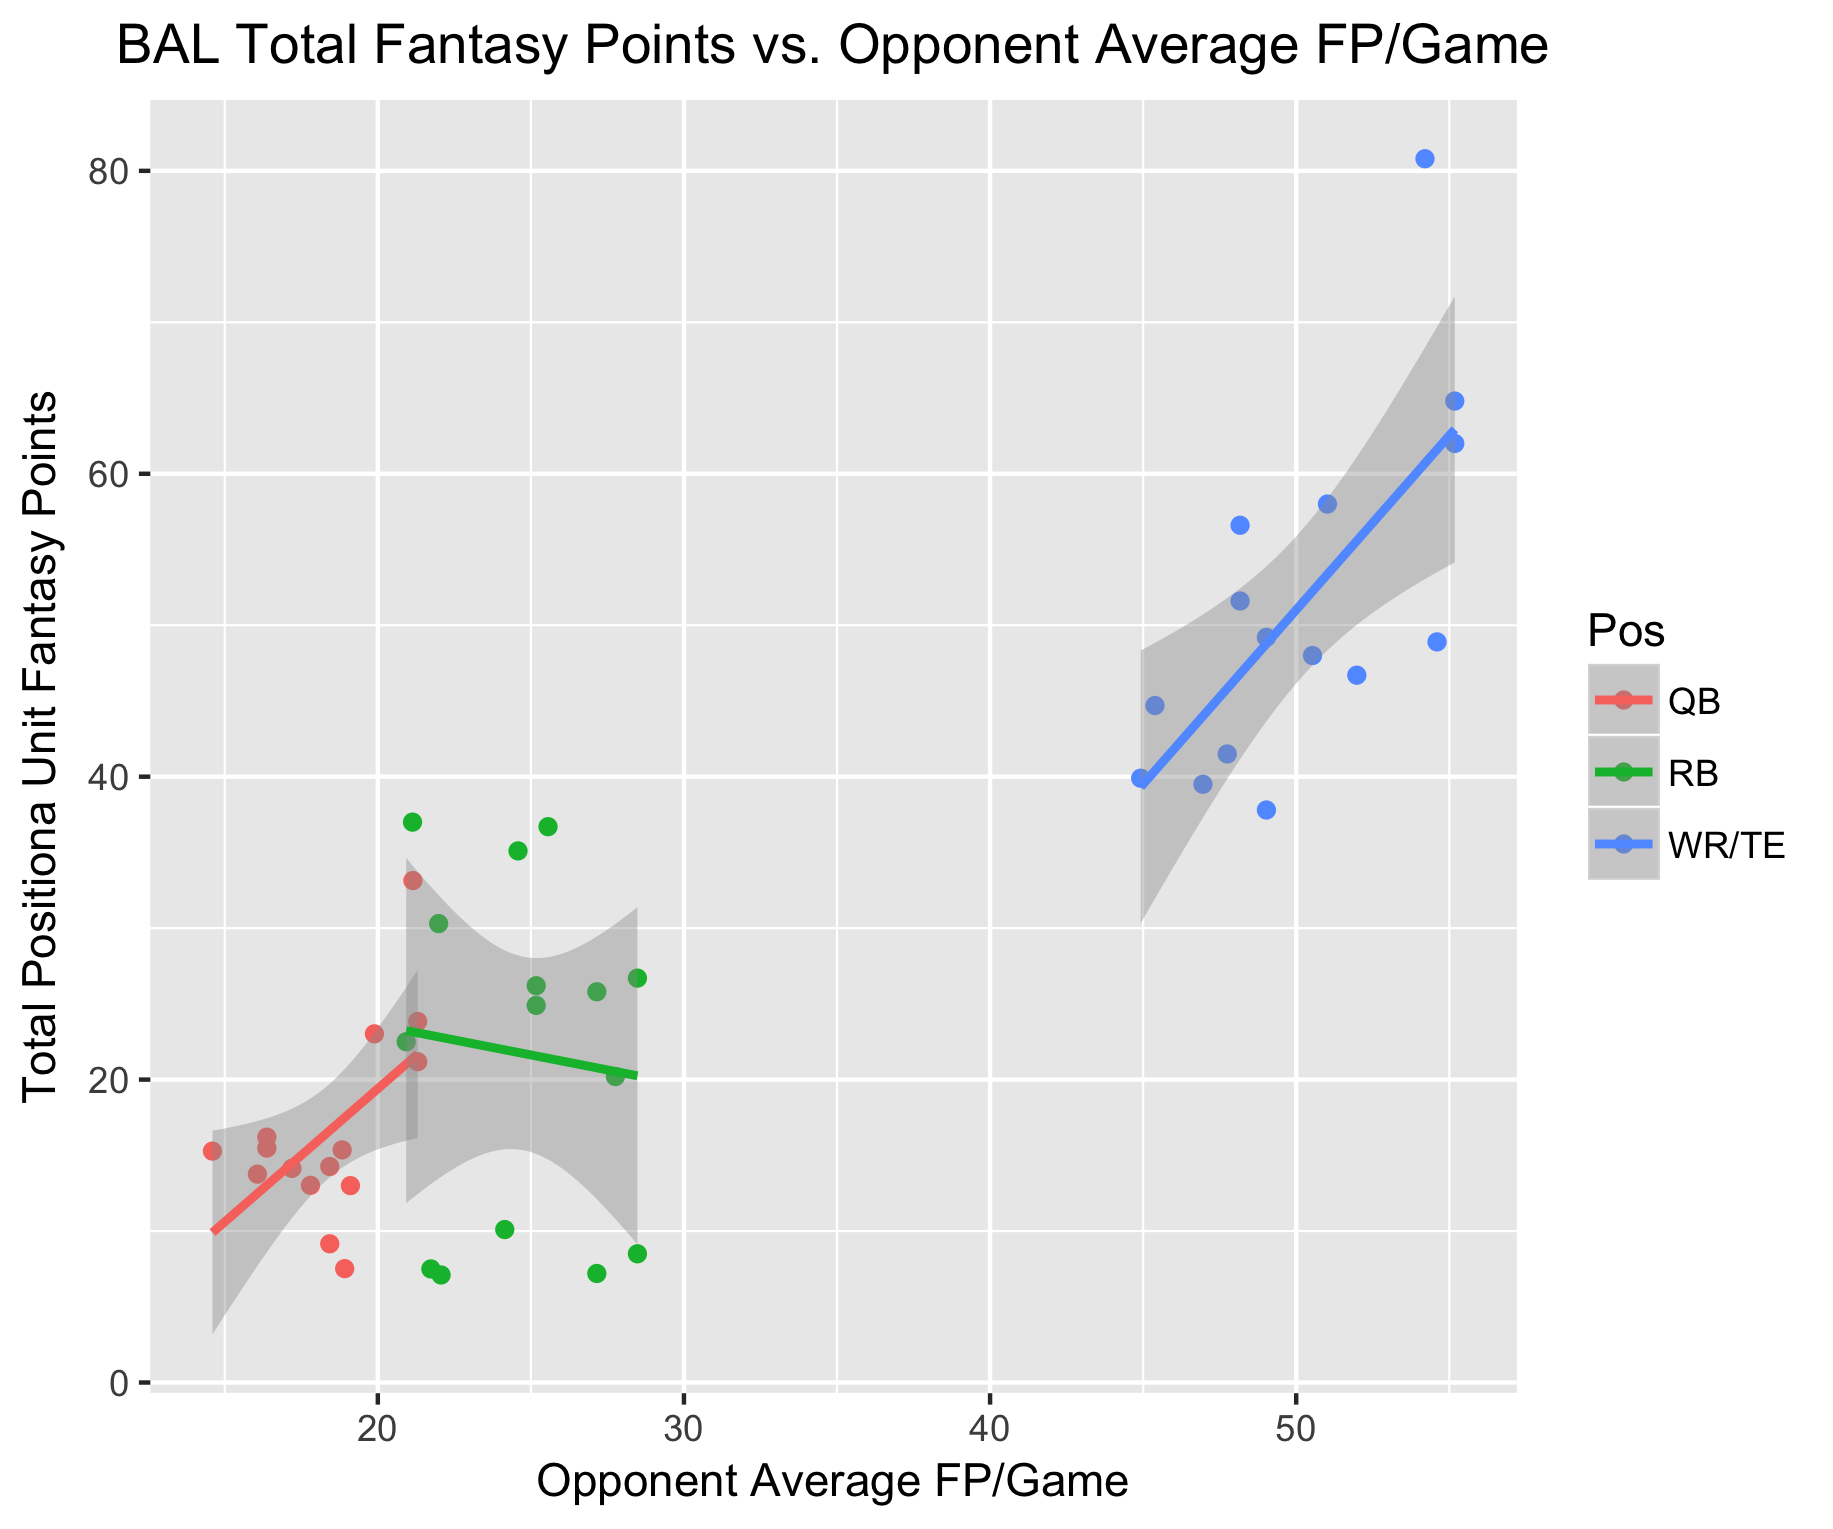 BAL Total Fantasy Points vs. Opponent Average FP/Game
Total Positiona Unit Fantasy Points
80
60
40
20
0
20
30
40
50
Opponent Average FP/Game
Pos
QB
RB
WR/TE